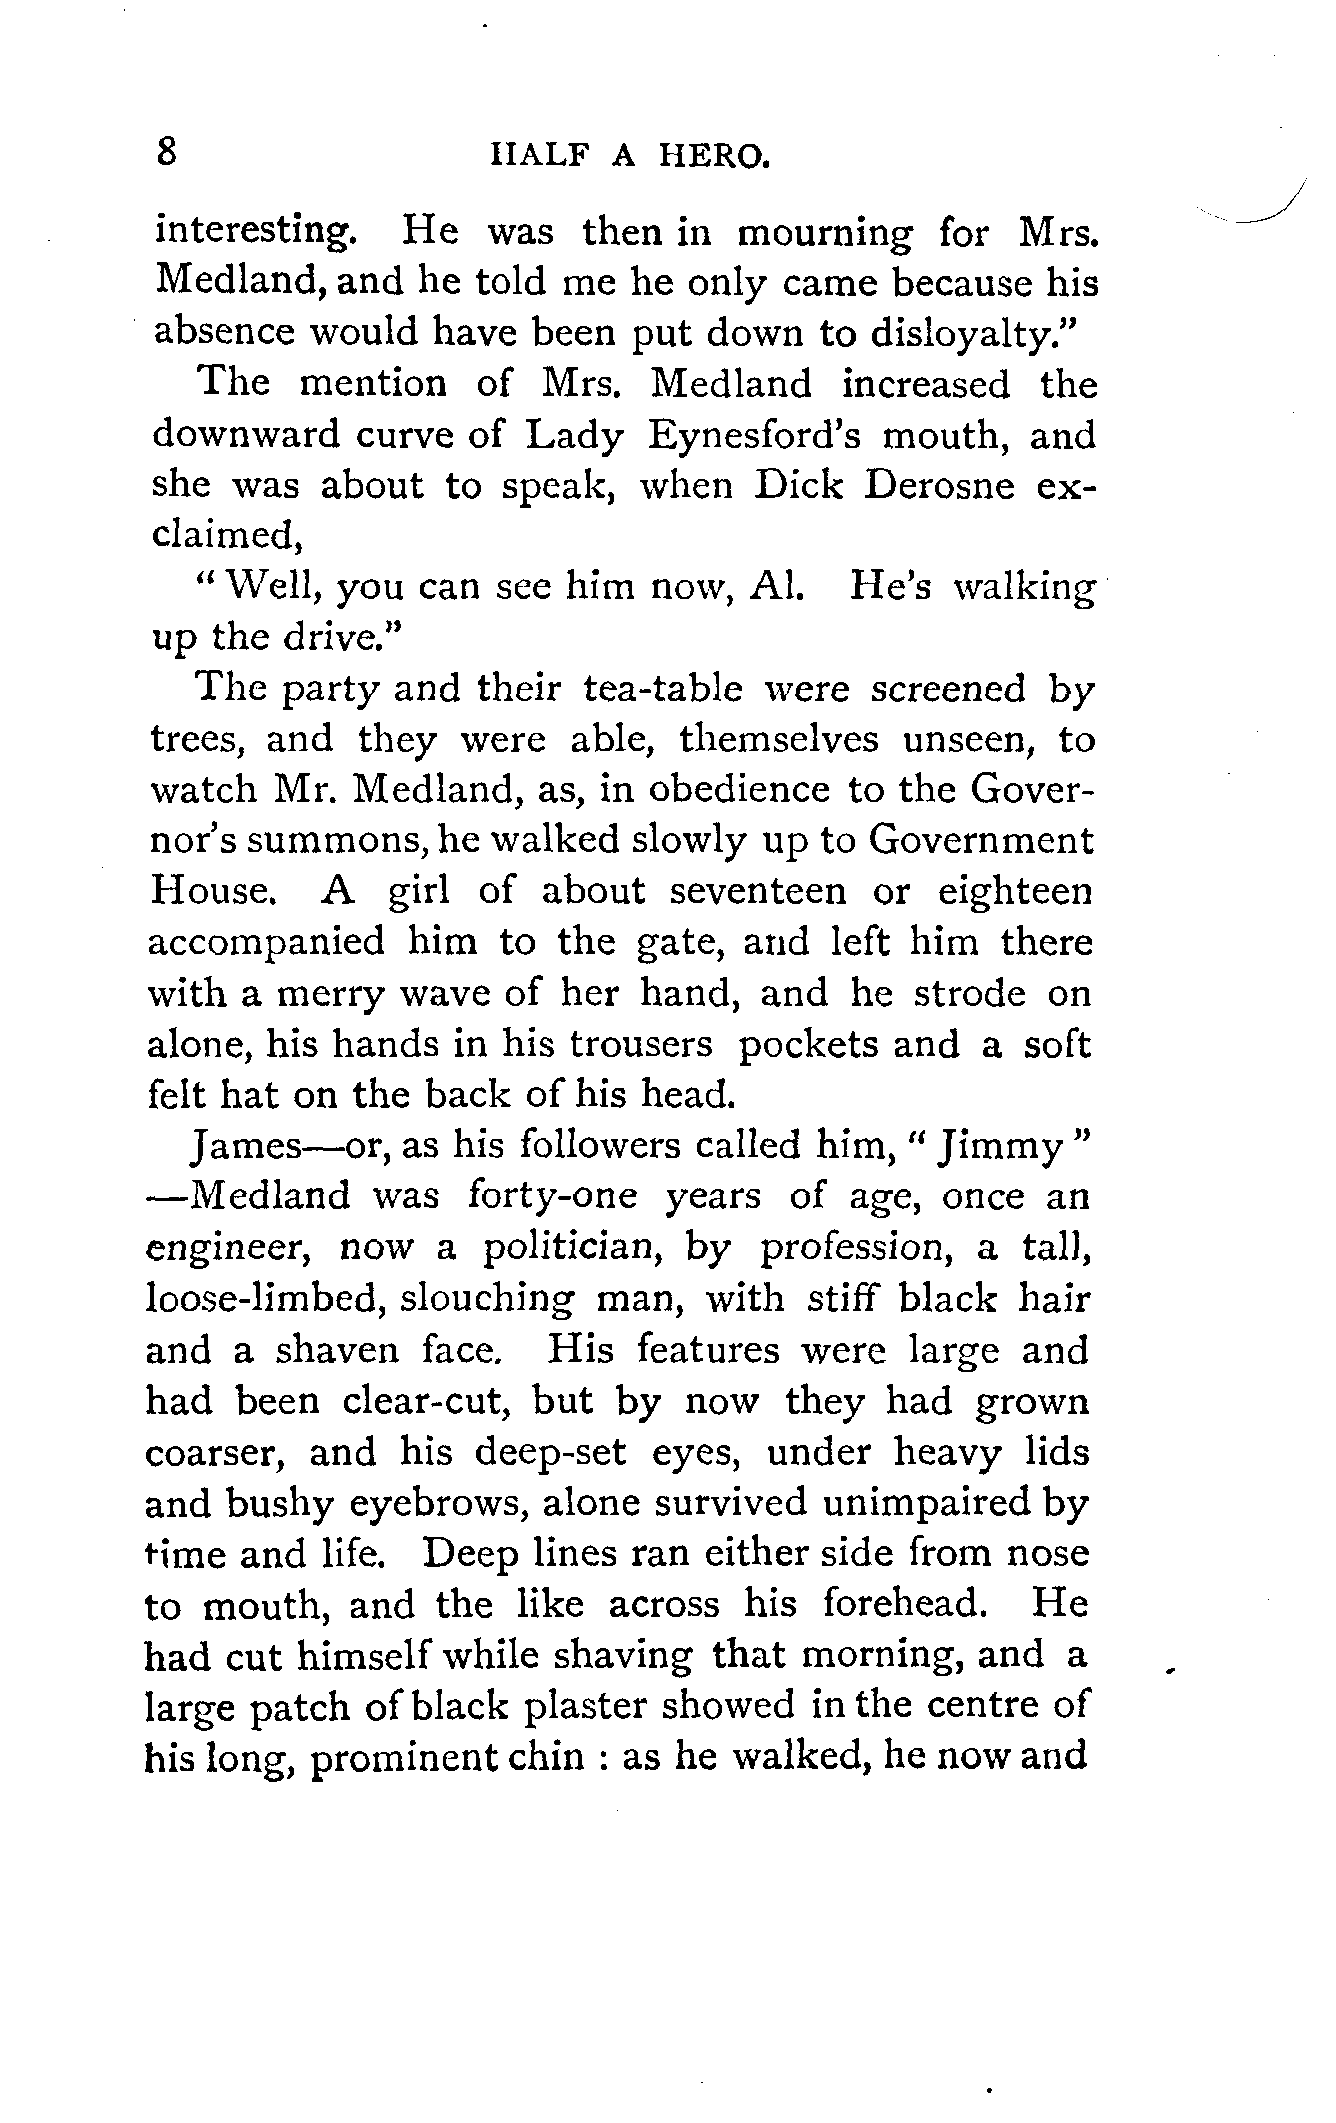 8 HALF A HERO.
interesting. He was then in mourning for Mrs.
Medland, and he told me he only came because his
absence would have been put down to disloyalty."
The mention of Mrs. Medland increased the
downward curve of Lady Eynesford's mouth, and
she was about to speak, when Dick Derosne ex-
claimed,
"Well, you can see him now, Al. He's walking
up the drive."
The party and their tea-table were screened by
trees, and they were able, themselves unseen, to
watch Mr. Medland, as, in obedience to the Gover-
nor's summons, he walked slowly up to Government
House. A girl of about seventeen or eighteen
accompanied him to the gate, and left him there
with a merry wave of her hand, and he strode on
alone, his hands in his trousers pockets and a soft
felt hat on the back of his head.
James—or, as his followers called him, "Jimmy"
—Medland was forty-one years of age, once an
engineer, now a politician, by profession, a tall,
loose-limbed, slouching man, with stiff black hair
and a shaven face. His features were large and
had been clear-cut, but by now they had grown
coarser, and his deep-set eyes, under heavy lids
and bushy eyebrows, alone survived unimpaired by
time and life. Deep lines ran either side from nose
to mouth, and the like across his forehead. He
had cut himself while shaving that morning, and a
large patch of black plaster showed in the centre of
his long, prominent chin : as he walked, he now and